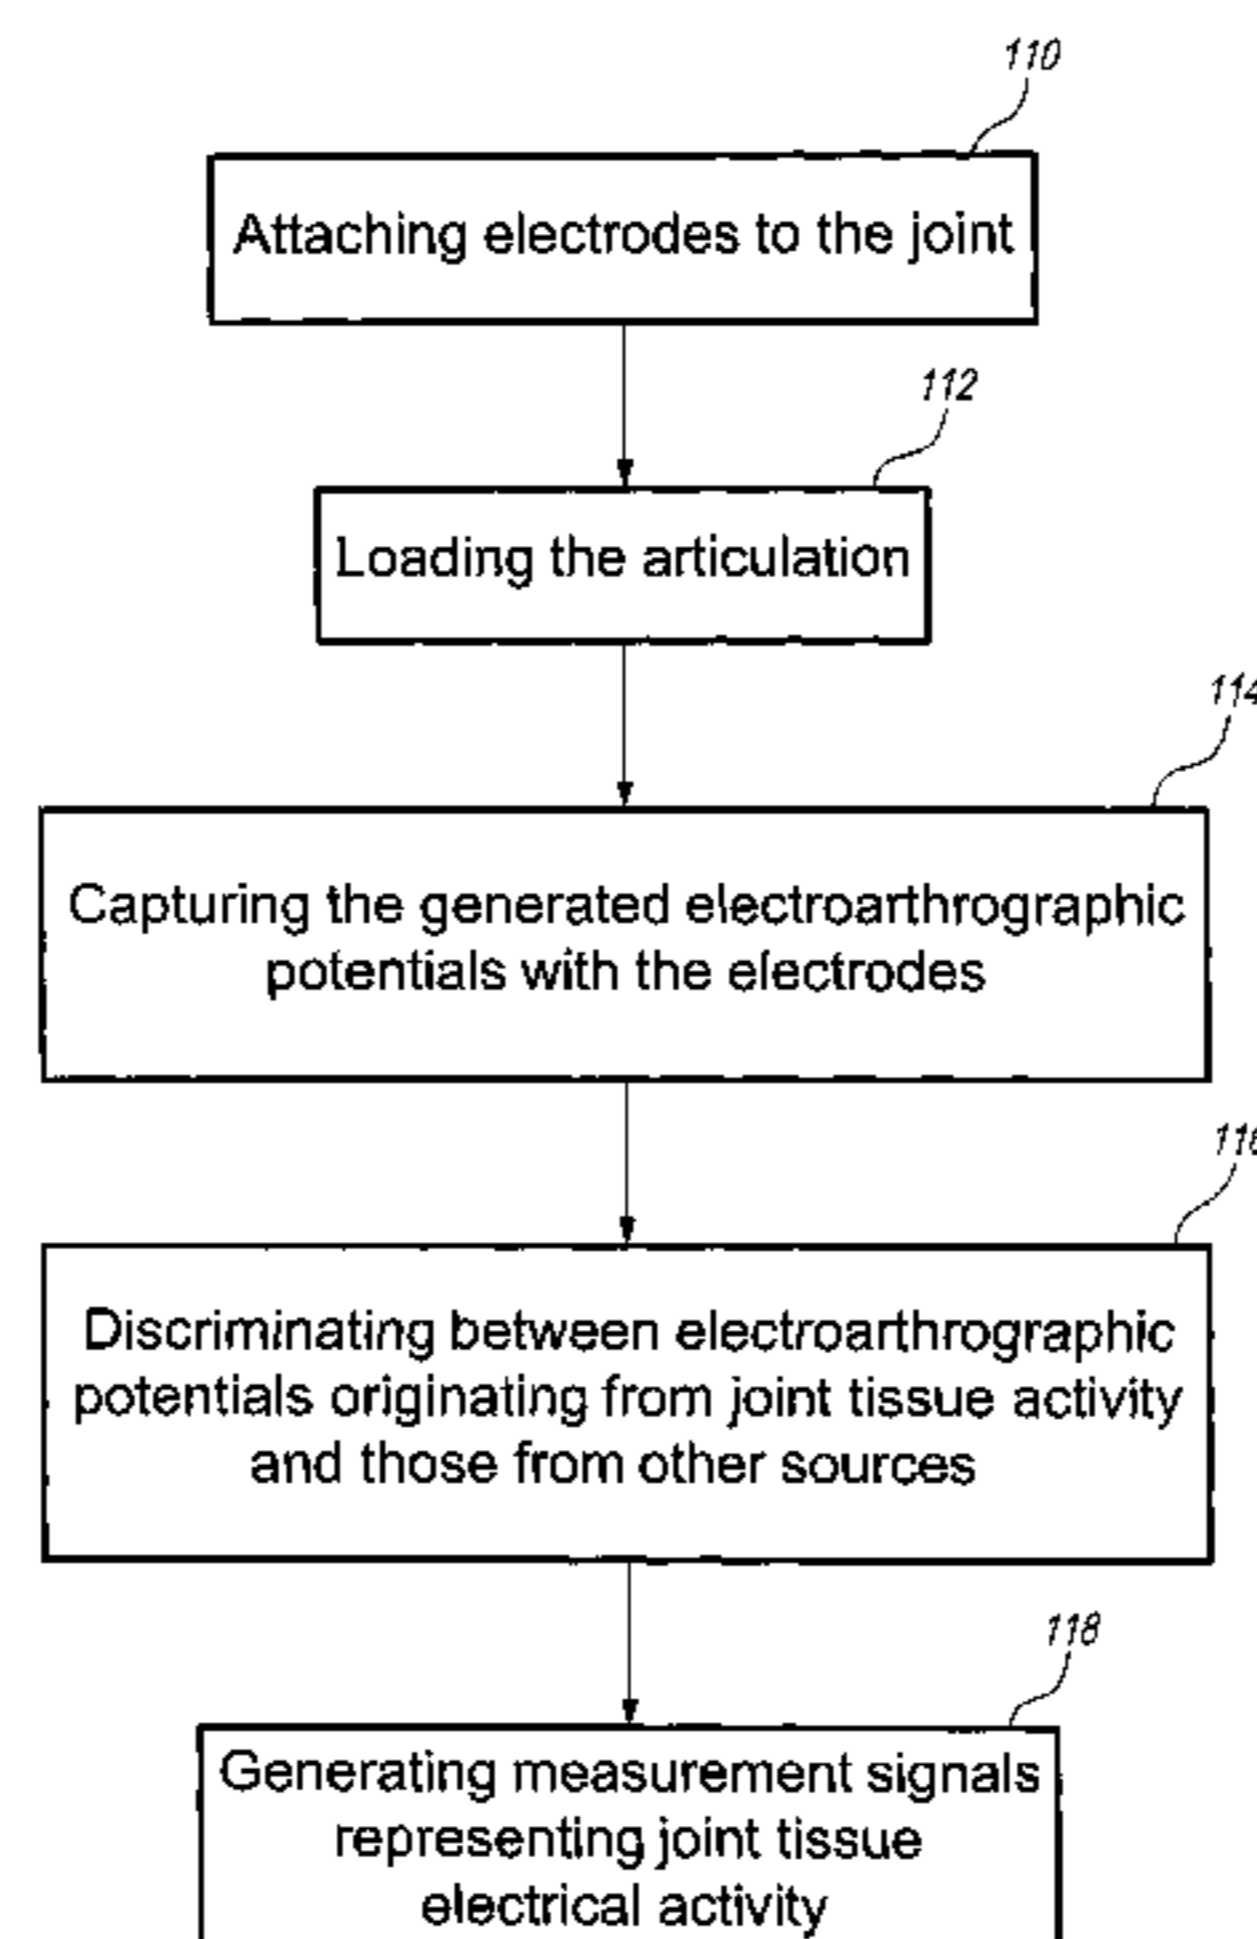 110
Attaching electrodes to the joint
112
Loading the articulation
114
Capturing the generated electroarthrographic
potentials with the electrodes
116
Discriminating between electroarthrographic
potentials originating from joint tissue activity
and those from other sources
118
Generating measurement signals
representing joint tissue
electrical activity